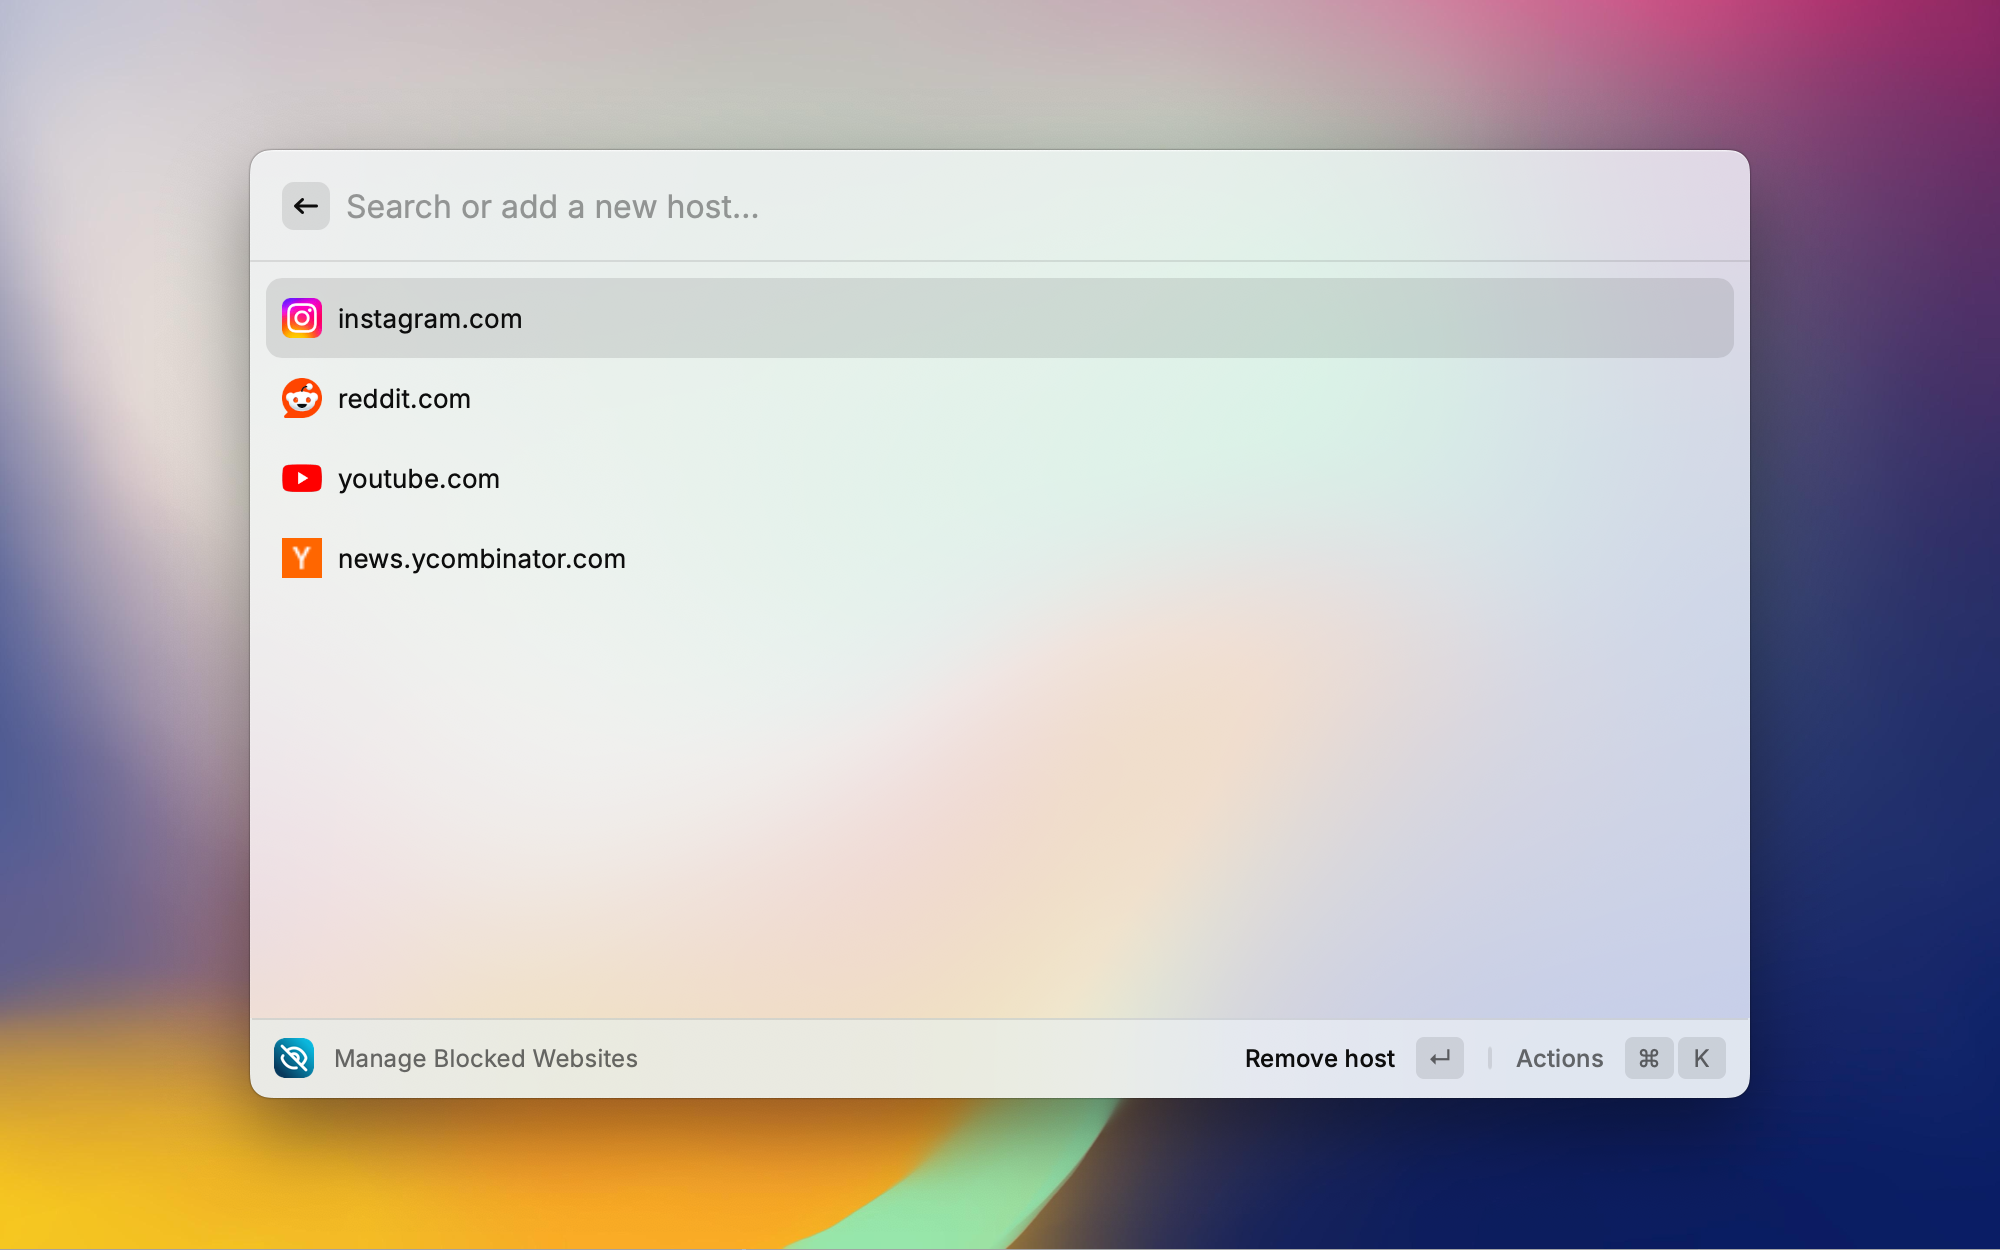 Search or add a new host...
instagram.com
reddit.com
youtube.com
Y news.ycombinator.com
Manage Blocked Websites Remove host ↵ Actions ⌘ K